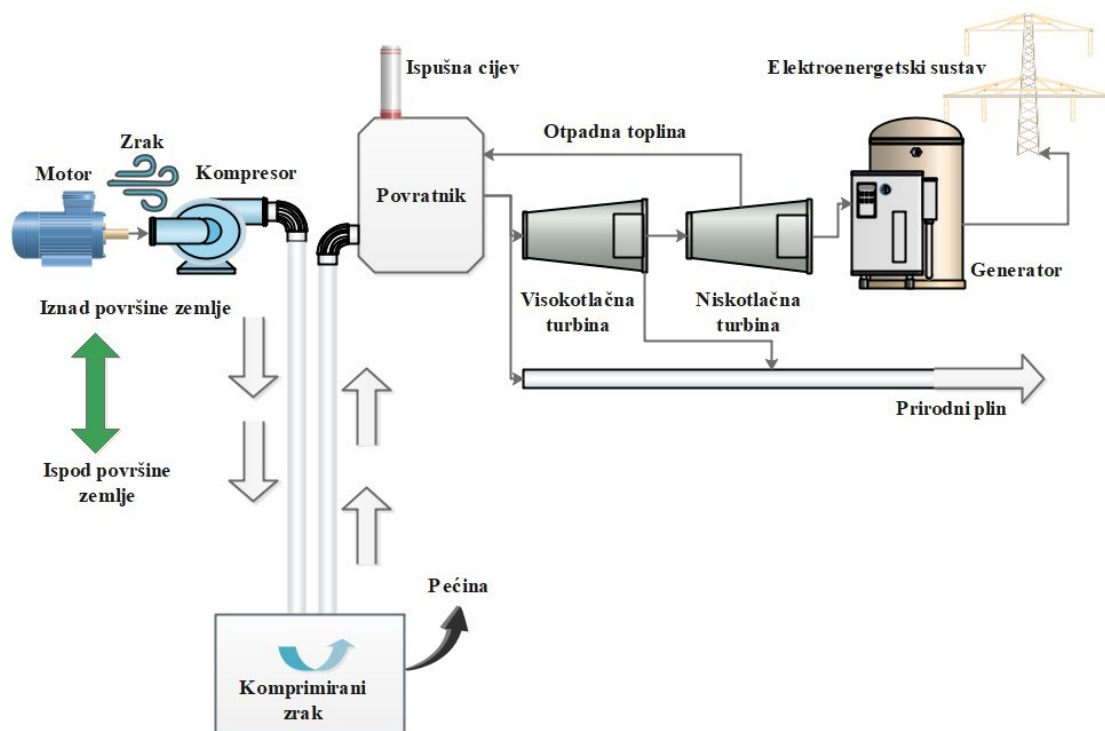 Ispušna cijev
Elektroenergetski sustav
Zrak
Otpadna toplina
Motor
Kompresor
Povratnik
Generator
Iznad površine zemlje
Visokotlačna
turbina
Niskotlačna
turbina
Prirodni plin
Ispod površine
zemlje
Pećina
Komprimirani
zrak